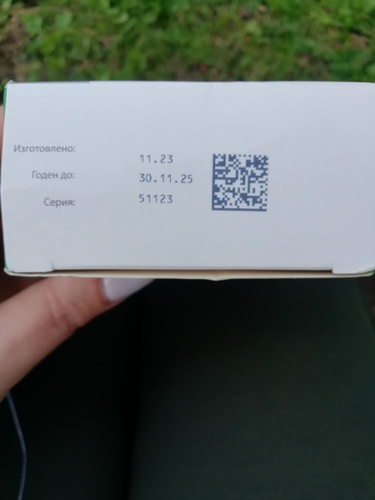 Изготовлено: 11.23
Годен до: 30.11.25
Серия: 51123